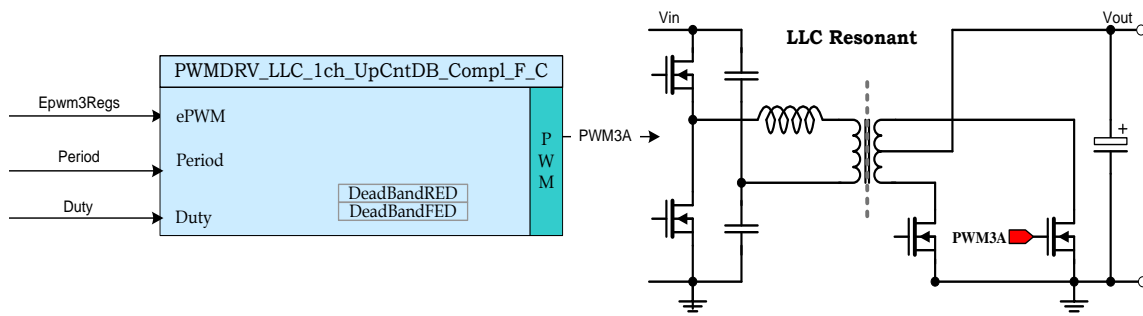 PWMDRV_LLC_1ch_UpCntDB_Compl_F_C
Epwm3Regs
ePWM
Period
Period
Duty
Duty
DeadBandRED
DeadBandFED
P
W
M
PWM3A
Vin
LLC Resonant
Vout
+
PWM3A